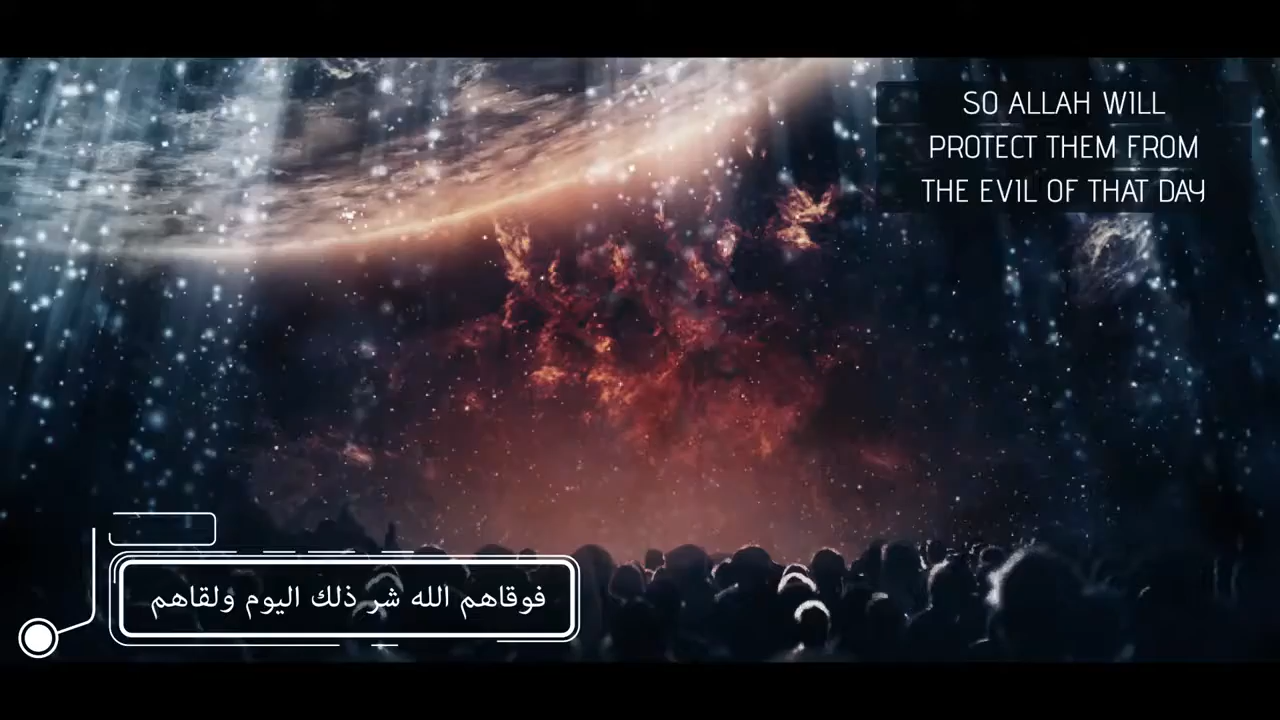 SO ALLAH WILL
PROTECT THEM FROM
THE EVIL OF THAT DAY
فوقاهم الله شر ذلك اليوم ولقاهم